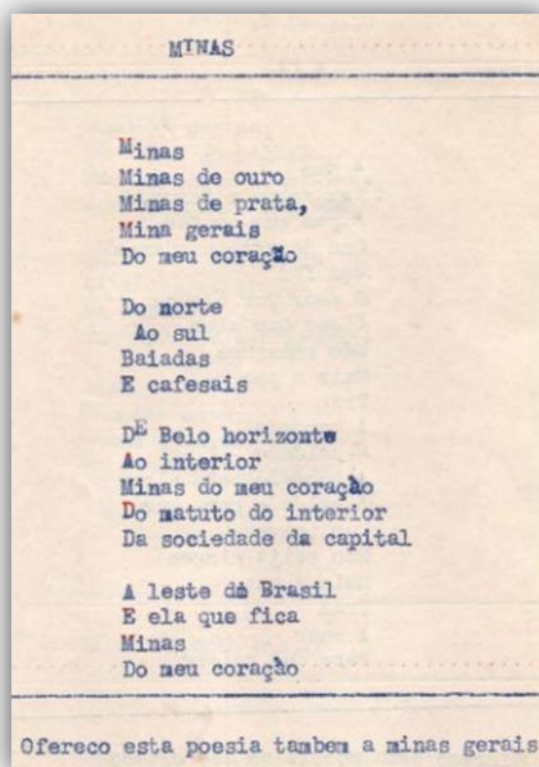 MINAS
Minas
Minas de ouro
Minas de prata,
Mina gerais
Do meu coração
Do norte
Ao sul
Baiadas
E cafesais
DE Belo horizonte
Ao interior
Minas do meu coração
Do matuto do interior
Da sociedade da capital
A leste do Brasil
E ela que fica
Minas
Do meu coração
Ofereco esta poesia tambem a minas gerais